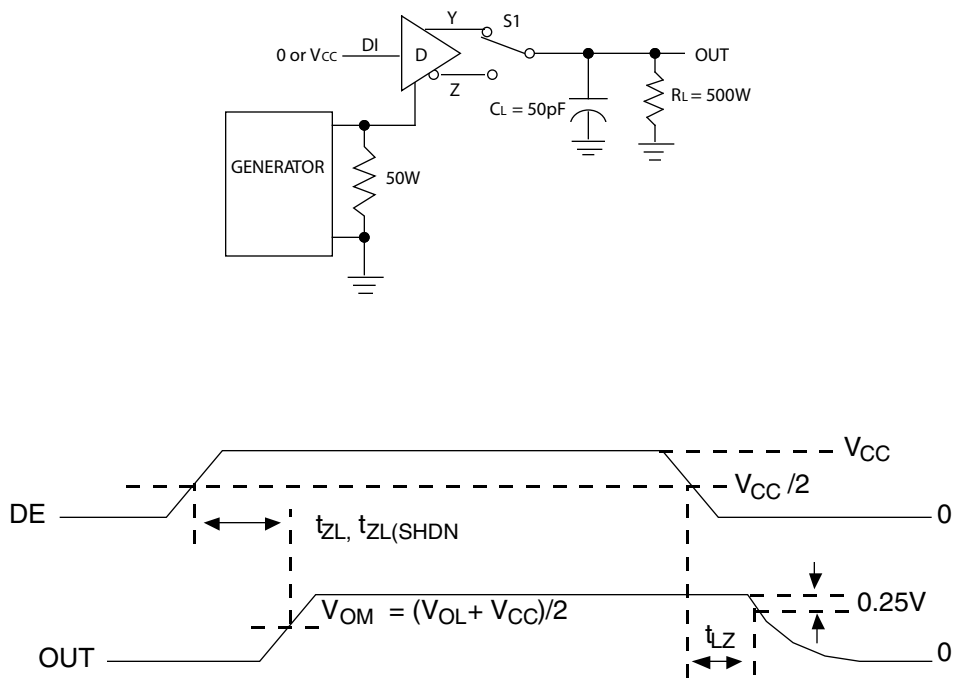 Y
S1
0 or VCC
DI
D
OUT
Z
CL = 50pF
RL = 500W
GENERATOR
50W
VCC
VCC /2
DE
0
tZL, tZL(SHDN
VOM = (VOL + VCC)/2
0.25V
tLZ
OUT
0